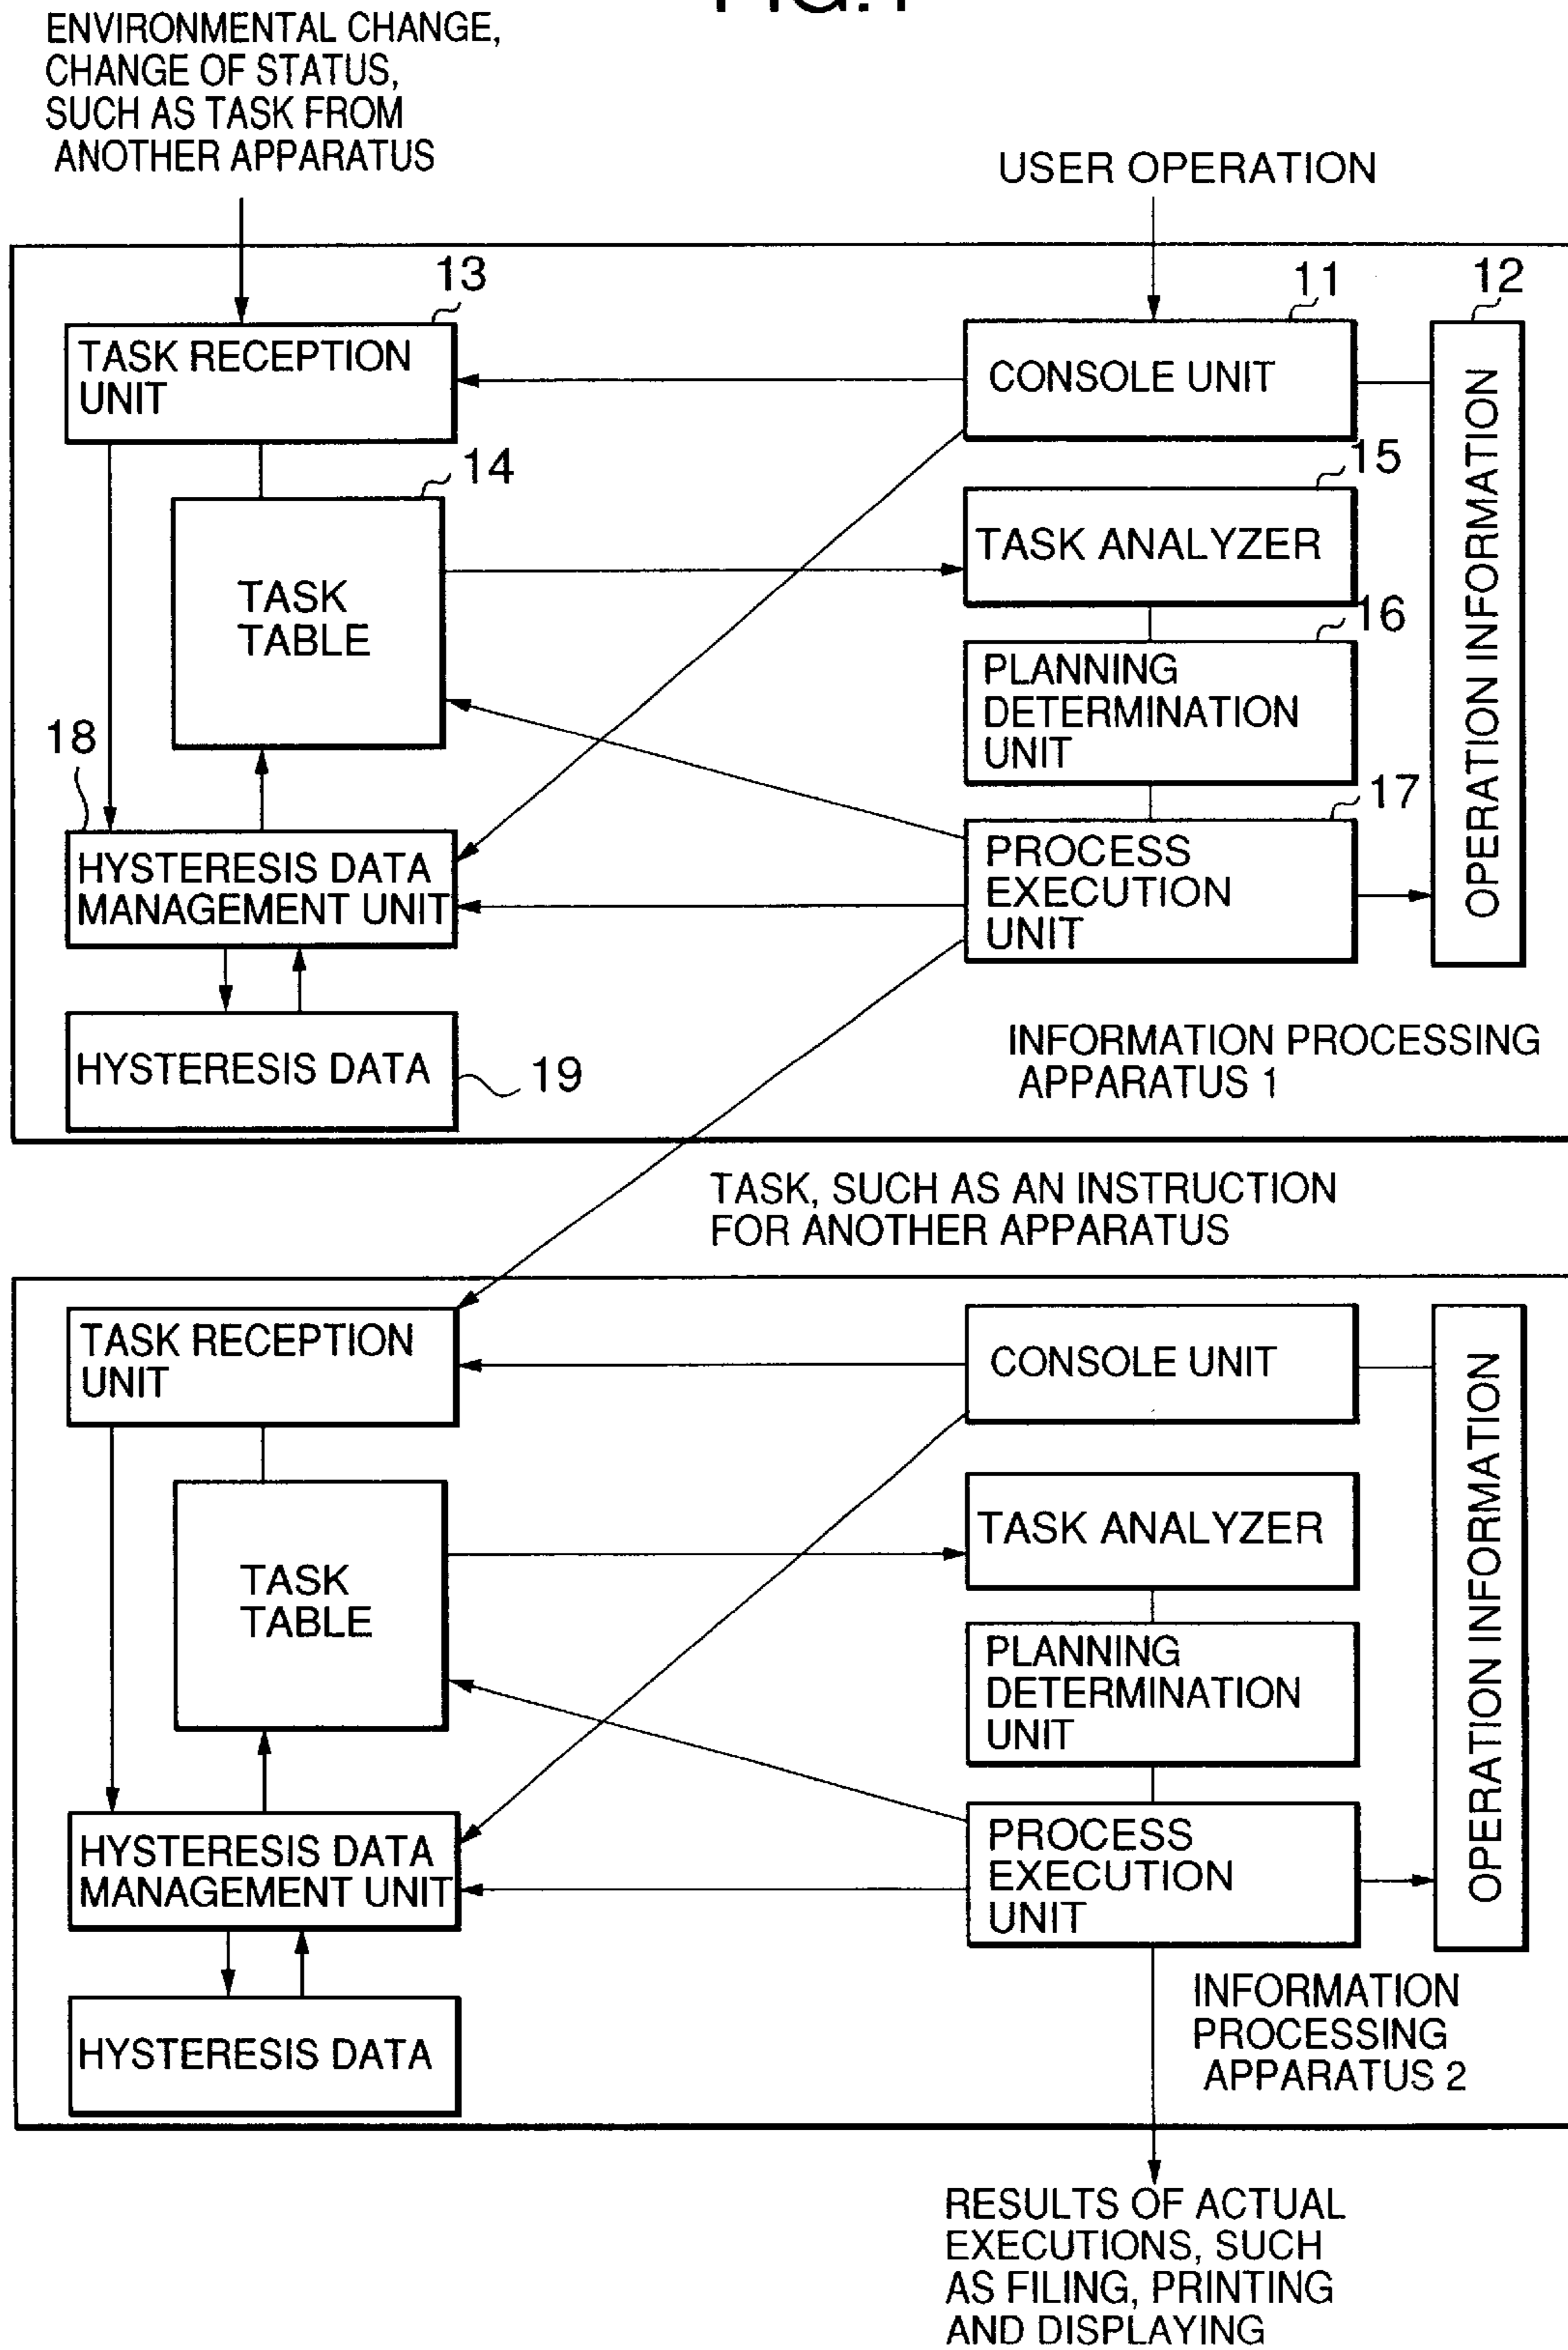 FIG.1
ENVIRONMENTAL CHANGE,
CHANGE OF STATUS,
SUCH AS TASK FROM
ANOTHER APPARATUS
USER OPERATION
13
TASK RECEPTION
UNIT
11
CONSOLE UNIT
12
OPERATION INFORMATION
14
TASK
TABLE
15
TASK ANALYZER
16
PLANNING
DETERMINATION
UNIT
17
PROCESS
EXECUTION
UNIT
18
HYSTERESIS DATA
MANAGEMENT UNIT
HYSTERESIS DATA
19
INFORMATION PROCESSING
APPARATUS 1
TASK, SUCH AS AN INSTRUCTION
FOR ANOTHER APPARATUS
TASK RECEPTION
UNIT
CONSOLE UNIT
OPERATION INFORMATION
TASK
TABLE
TASK ANALYZER
PLANNING
DETERMINATION
UNIT
PROCESS
EXECUTION
UNIT
HYSTERESIS DATA
MANAGEMENT UNIT
HYSTERESIS DATA
INFORMATION
PROCESSING
APPARATUS 2
RESULTS OF ACTUAL
EXECUTIONS, SUCH
AS FILING, PRINTING
AND DISPLAYING